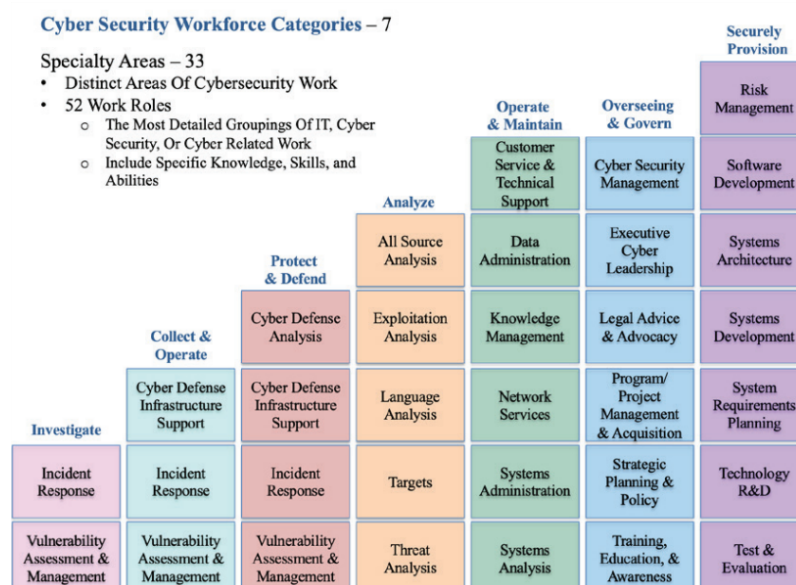 Cyber Security Workforce Categories – 7
Specialty Areas – 33
• Distinct Areas Of Cybersecurity Work
• 52 Work Roles
o The Most Detailed Groupings Of IT, Cyber
Security, Or Cyber Related Work
o Include Specific Knowledge, Skills, and
Abilities
Investigate
Incident
Response
Vulnerability
Assessment &
Management
Collect &
Operate
Cyber Defense
Infrastructure
Support
Incident
Response
Vulnerability
Assessment &
Management
Protect
& Defend
Cyber Defense
Analysis
Cyber Defense
Infrastructure
Support
Incident
Response
Vulnerability
Assessment &
Management
Analyze
All Source
Analysis
Exploitation
Analysis
Language
Analysis
Targets
Threat
Analysis
Operate
& Maintain
Customer
Service &
Technical
Support
Data
Administration
Knowledge
Management
Network
Services
Systems
Administration
Systems
Analysis
Overseeing
& Govern
Cyber Security
Management
Executive
Cyber
Leadership
Legal Advice
& Advocacy
Program/
Project
Management
& Acquisition
Strategic
Planning &
Policy
Training,
Education, &
Awareness
Securely
Provision
Risk
Management
Software
Development
Systems
Architecture
Systems
Development
System
Requirements
Planning
Technology
R&D
Test &
Evaluation